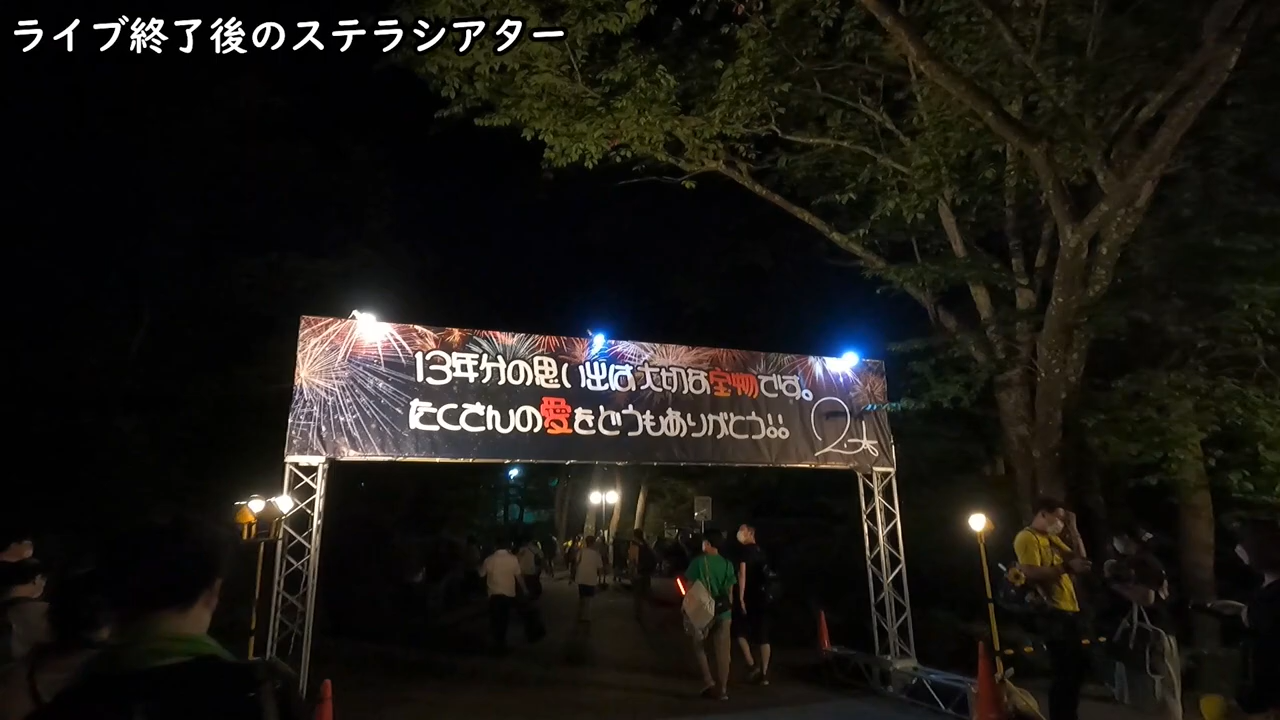 ライブ終了後のステラシアター
13年分の思い出は大切な宝物です。
たくさんの愛をどうもありがとう!!